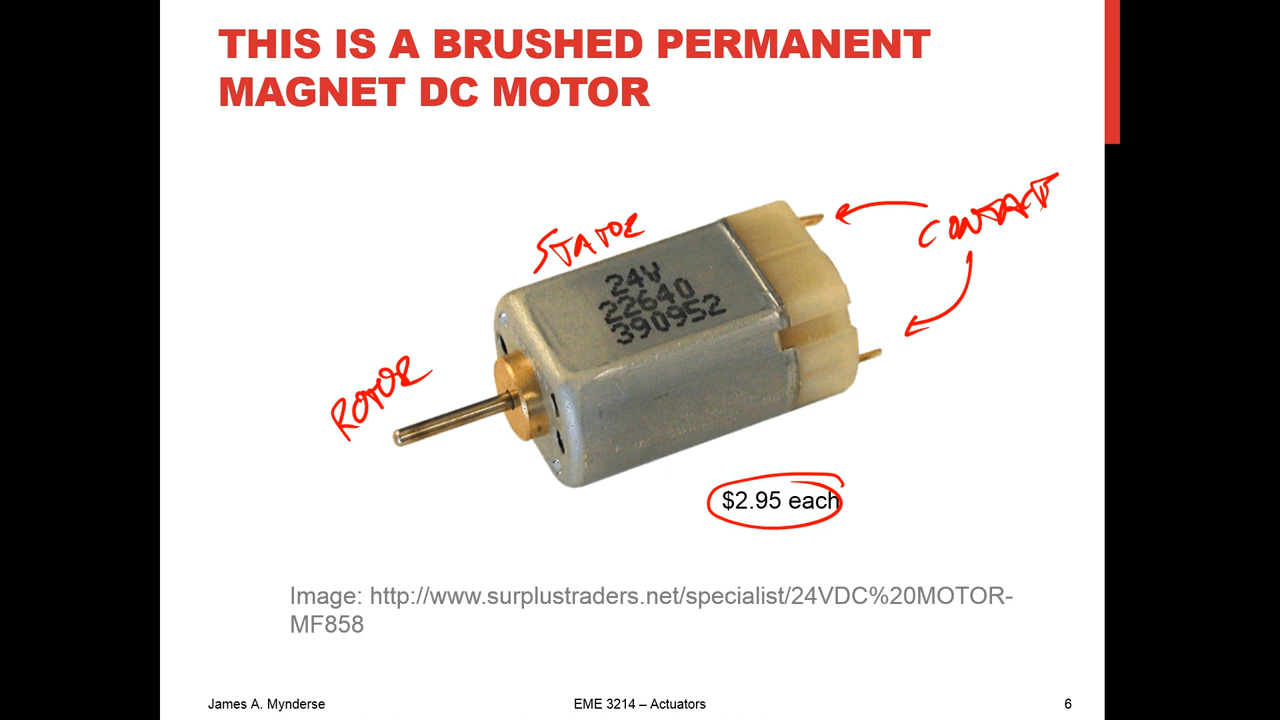 THIS IS A BRUSHED PERMANENT
MAGNET DC MOTOR
STATOR
CONTACT
24V
22640
390952
ROTOR
$2.95 each
Image: http://www.surplustraders.net/specialist/24VDC%20MOTOR-
MF858
James A. Mynderse
EME 3214 – Actuators
6